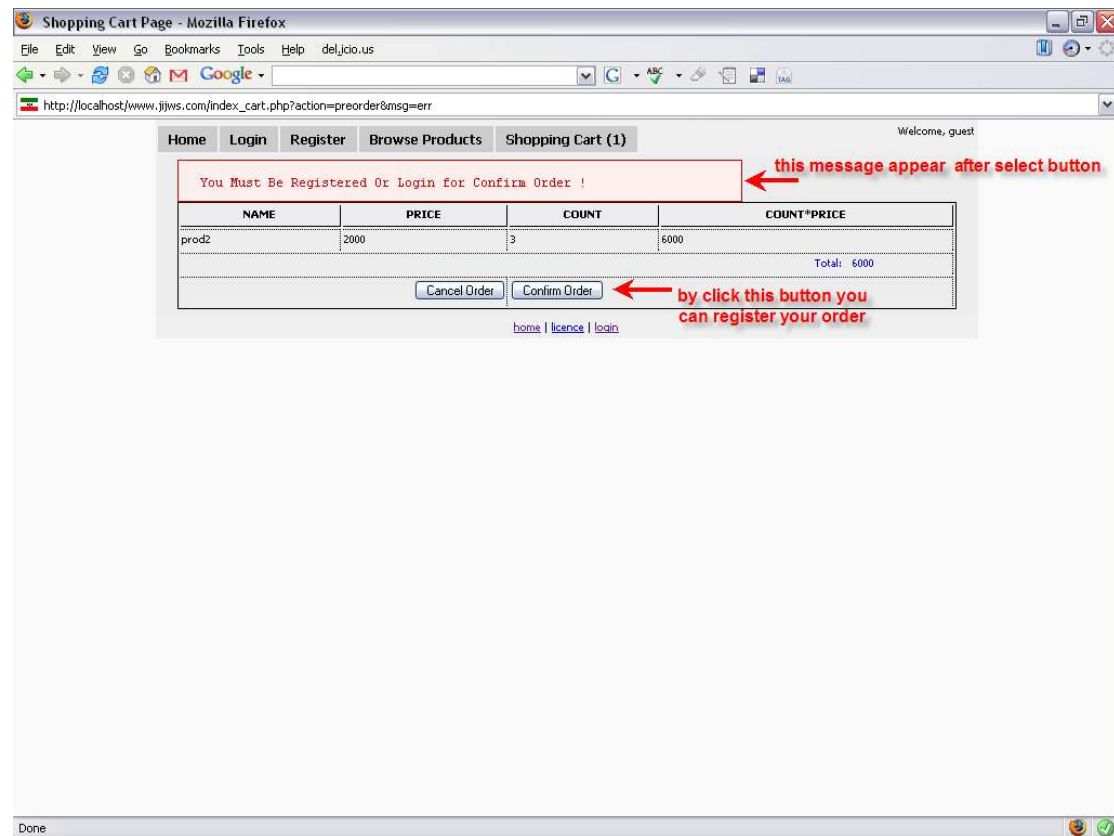 Shopping Cart Page - Mozilla Firefox
File Edit View Go Bookmarks Tools Help del.icio.us
Google
G ABC TAG
http://localhost/www.jijws.com/index_cart.php?action=preorder&msg=err
Home Login Register Browse Products Shopping Cart (1) Welcome, guest
You Must Be Registered Or Login for Confirm Order !
this message appear after select button
NAME PRICE COUNT COUNT*PRICE
prod2 2000 3 6000
Total: 6000
Cancel Order Confirm Order
by click this button you
can register your order
home | licence | login
Done